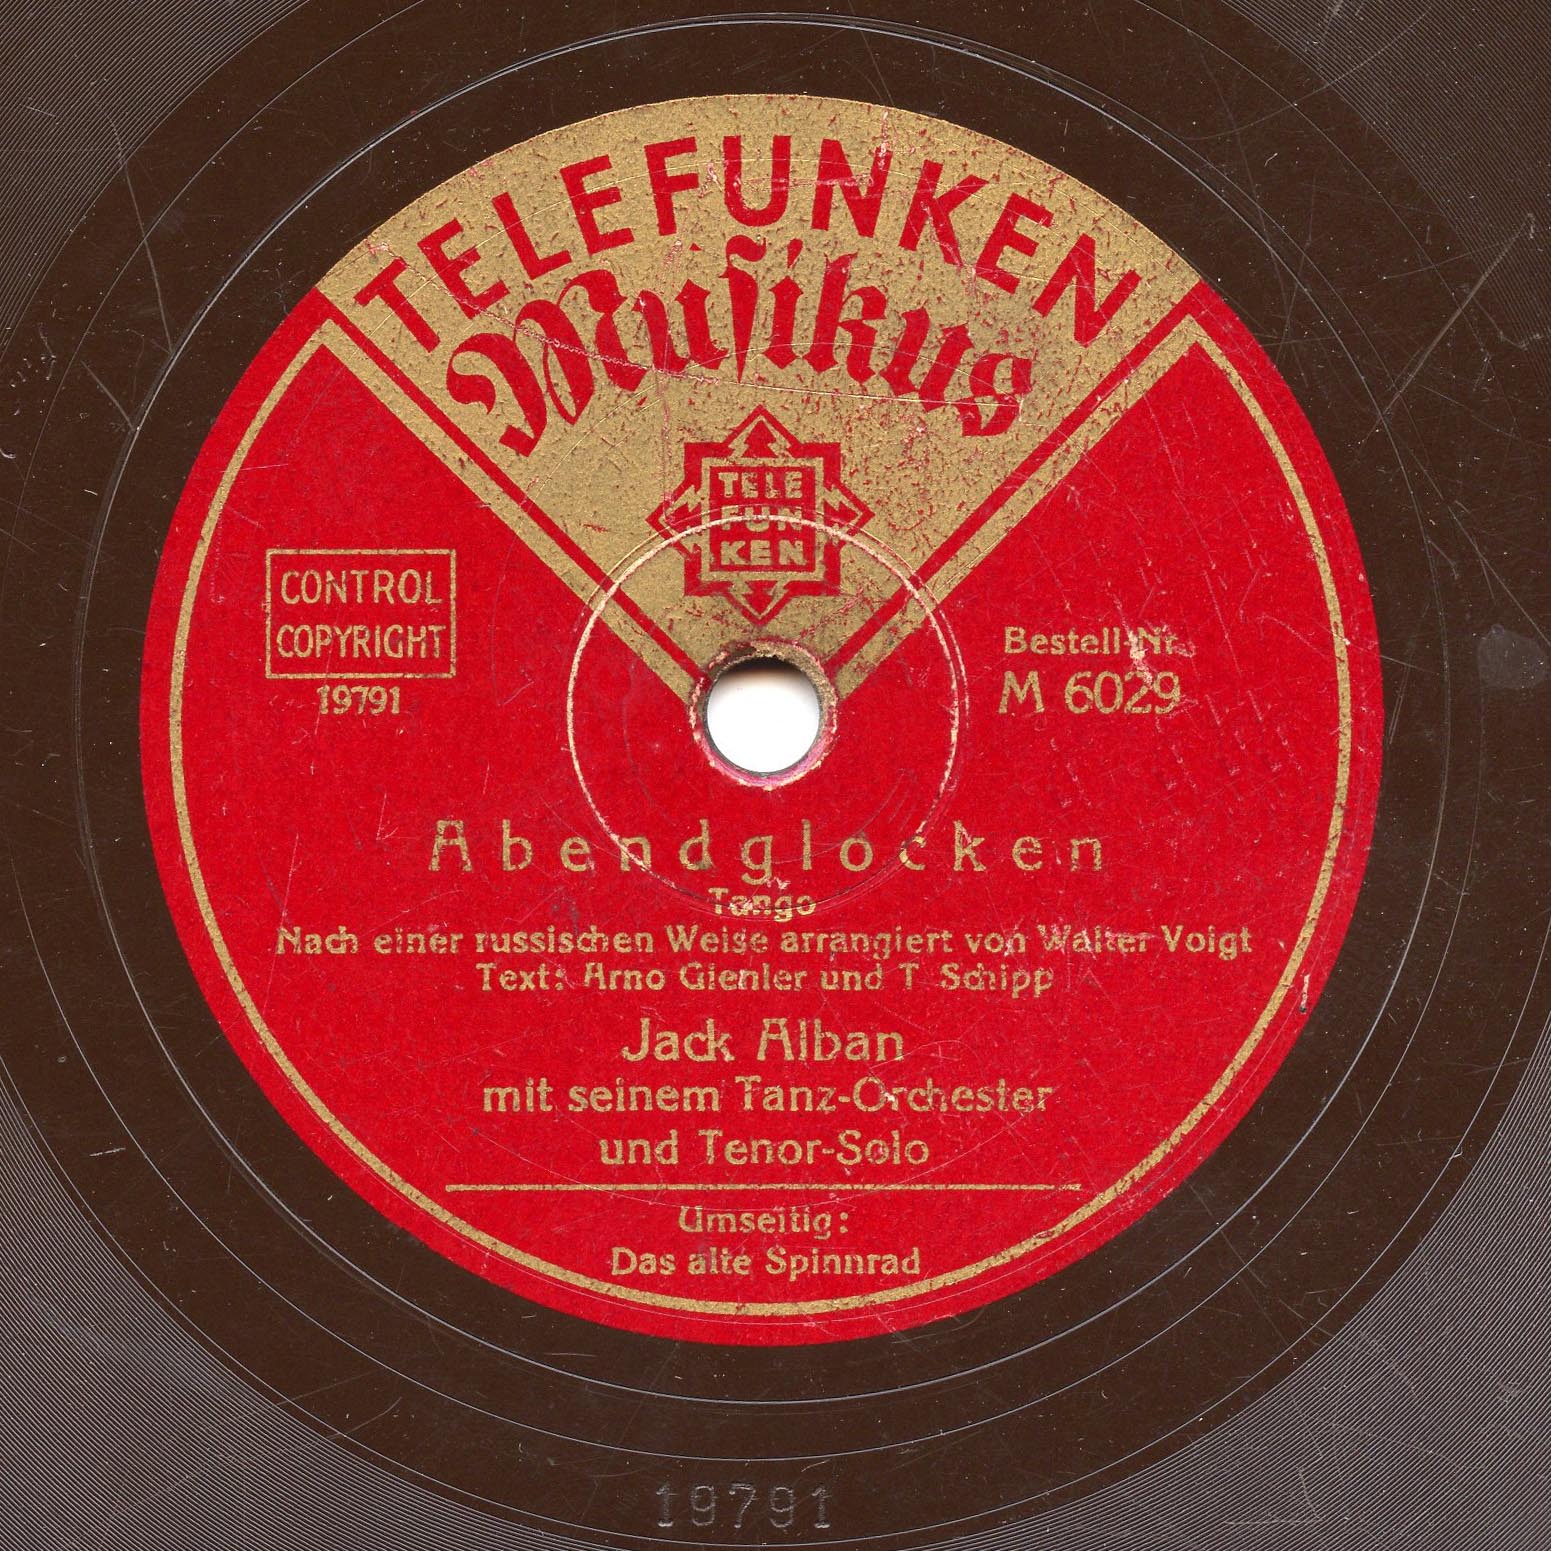 TELEFUNKEN
Musikus
TELE
FUN
KEN
CONTROL
COPYRIGHT
19791
Bestell-Nr.
M 6029
Abendglocken
Tango
Nach einer russischen Weise arrangiert von Walter Voigt
Text: Arno Gienler und T Schipp
Jack Alban
mit seinem Tanz-Orchester
und Tenor-Solo
Umseitig:
Das alte Spinnrad
19791